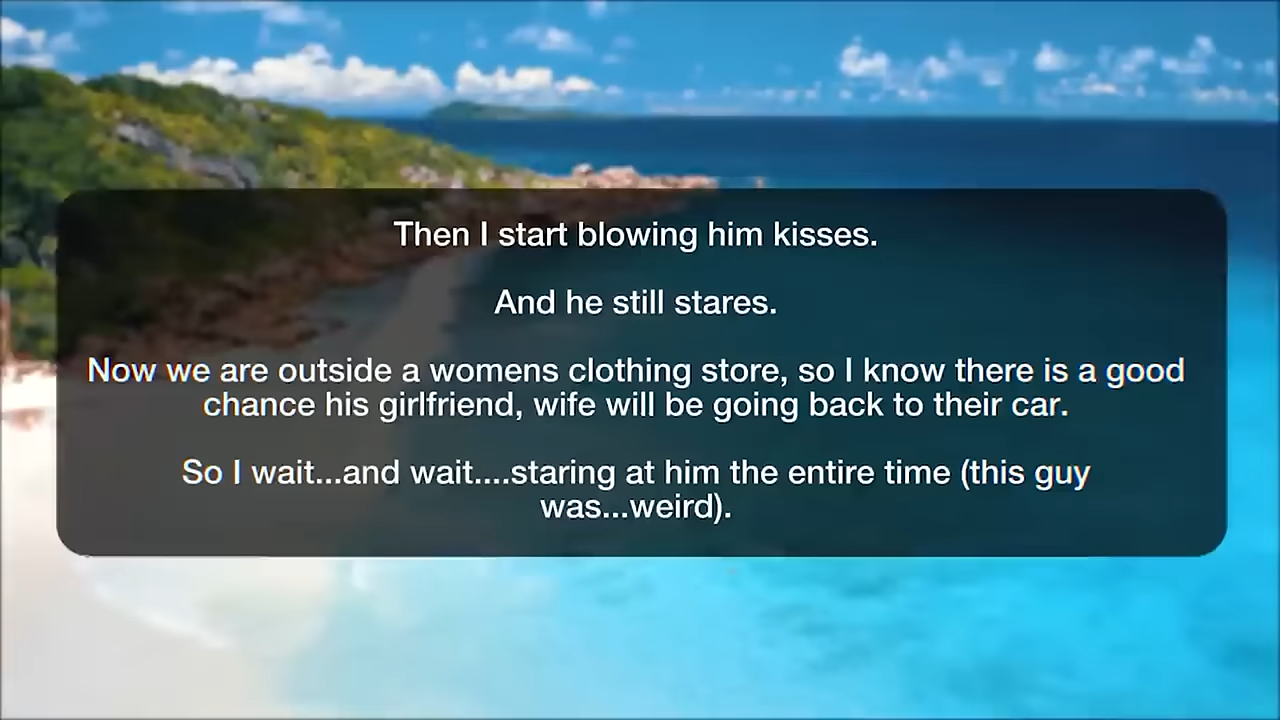 Then I start blowing him kisses.
And he still stares.
Now we are outside a womens clothing store, so I know there is a good
chance his girlfriend, wife will be going back to their car.
So I wait...and wait....staring at him the entire time (this guy
was...weird).